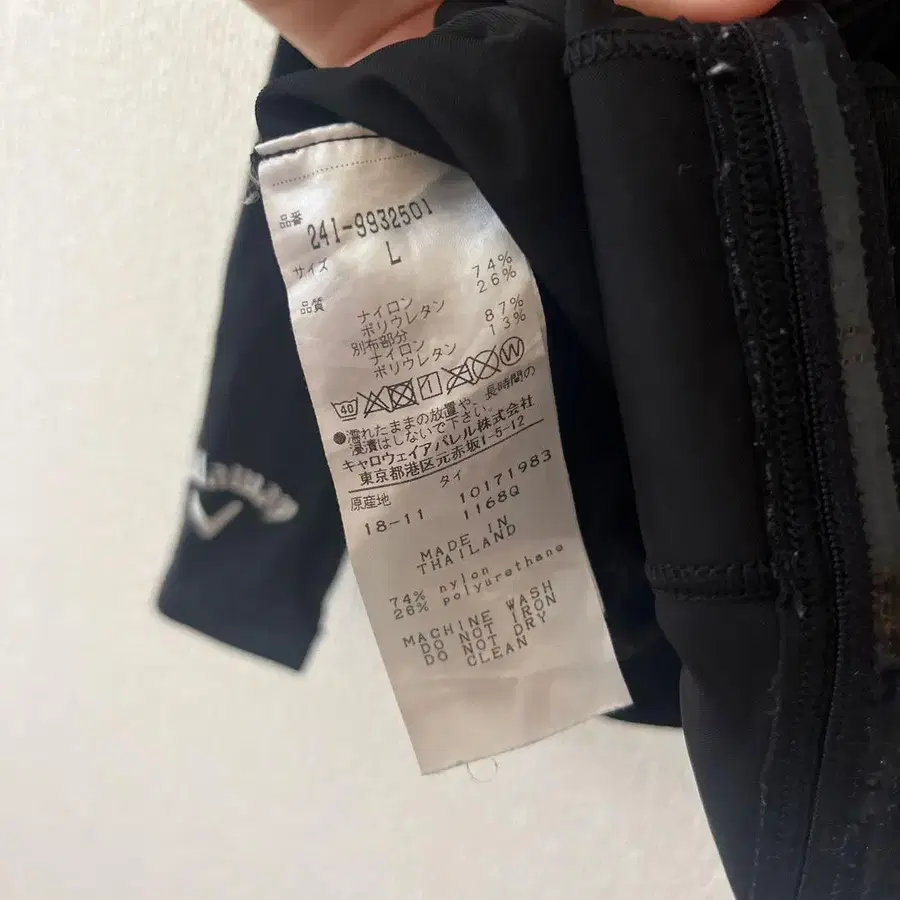 品番
241-9932501
サイズ L
品質
ナイロン 74%
ポリウレタン 26%
別布部分
ナイロン 87%
ポリウレタン 13%
40 1 W
●濡れたままの放置や、長時間の
浸漬はしないで下さい。
キャロウェイアパレル株式会社
東京都港区元赤坂1-5-12
原産地 タイ
18-11 10171983
1168Q
MADE IN
THAILAND
74% nylon
26% polyurethane
MACHINE WASH
DO NOT IRON
DO NOT DRY
CLEAN
Callaway